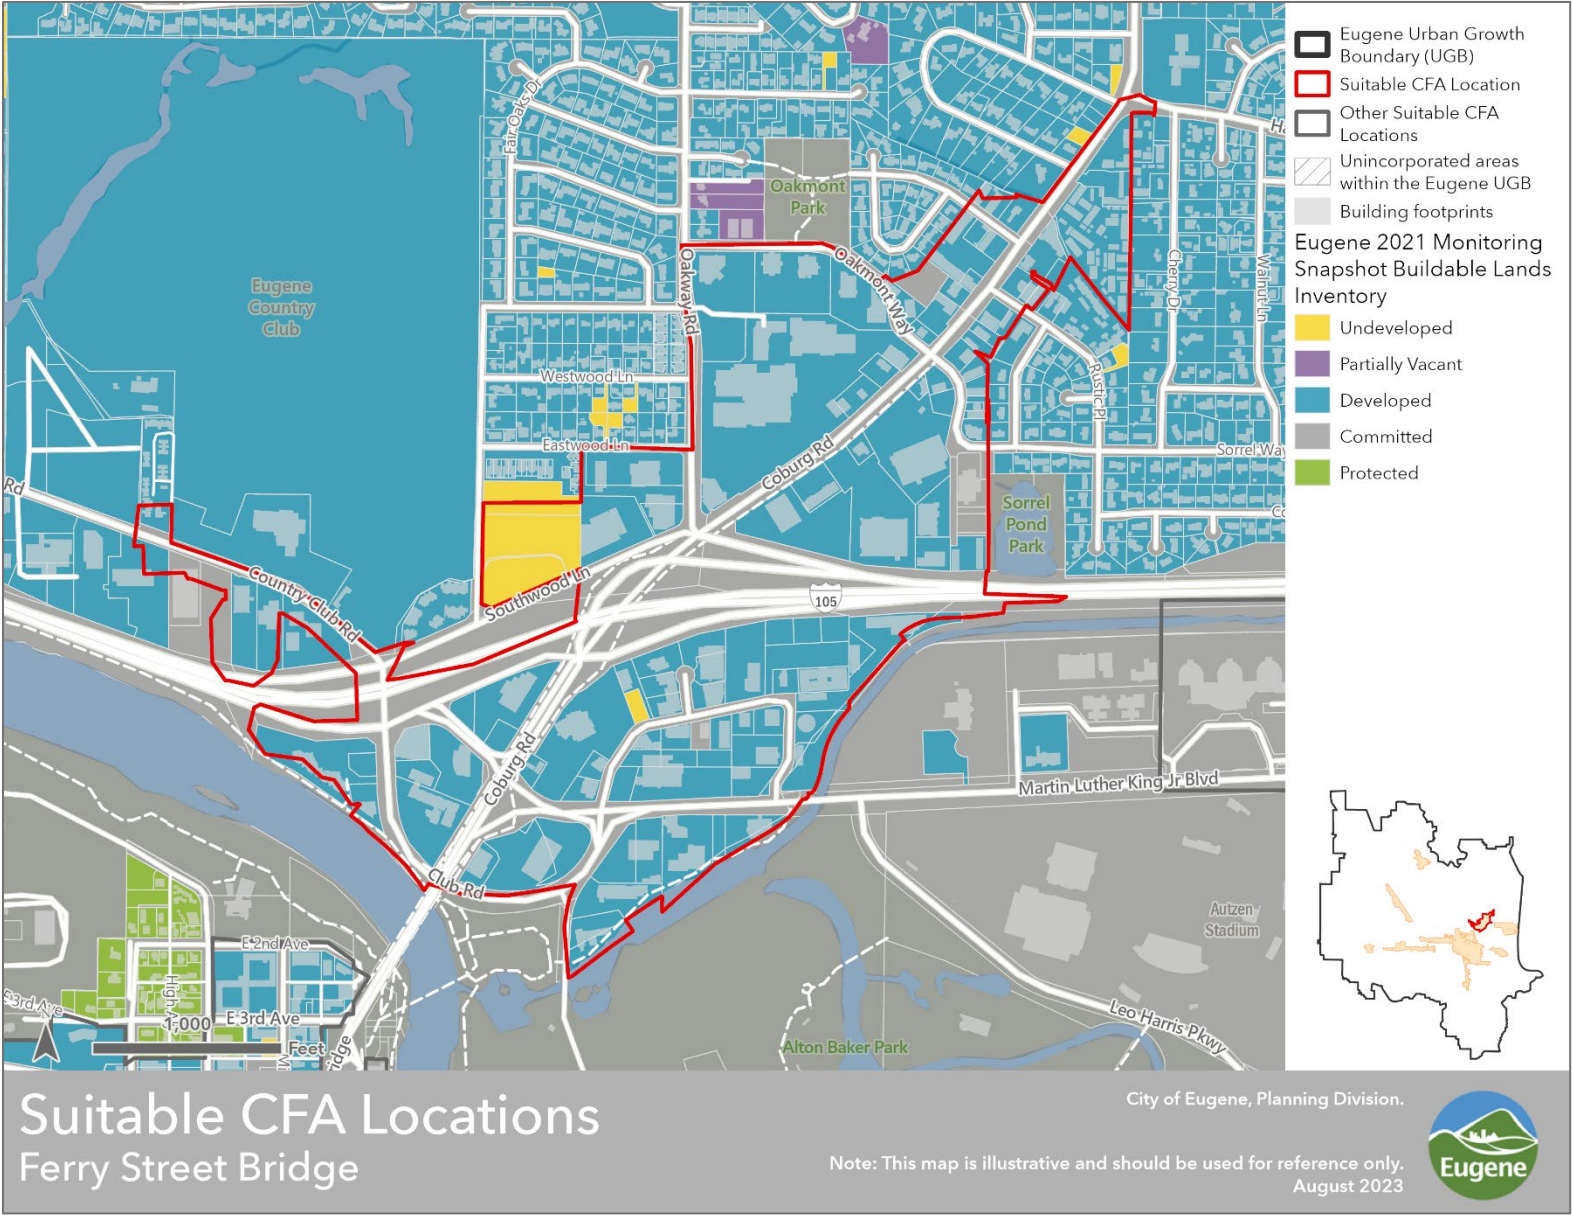 Fair Oaks Dr
Oakmont
Park
Eugene
Country
Club
Oakway Rd
Oakmont Way
Cherry Dr
Walnut Ln
Westwood Ln
Eastwood Ln
Rustic Pl
Coburg Rd
Sorrel Way
Rd
Sorrel
Pond
Park
Southwood Ln
Country Club Rd
105
Coburg Rd
Martin Luther King Jr Blvd
Club Rd
Autzen
Stadium
E 2nd Ave
High
E 3rd Ave
E 3rd Ave
1,000
Feet
Alton Baker Park
Leo Harris Pkwy
Eugene Urban Growth
Boundary (UGB)
Suitable CFA Location
Other Suitable CFA
Locations
Unincorporated areas
within the Eugene UGB
Building footprints
Eugene 2021 Monitoring
Snapshot Buildable Lands
Inventory
Undeveloped
Partially Vacant
Developed
Committed
Protected
Suitable CFA Locations
Ferry Street Bridge
City of Eugene, Planning Division.
Note: This map is illustrative and should be used for reference only.
August 2023
Eugene